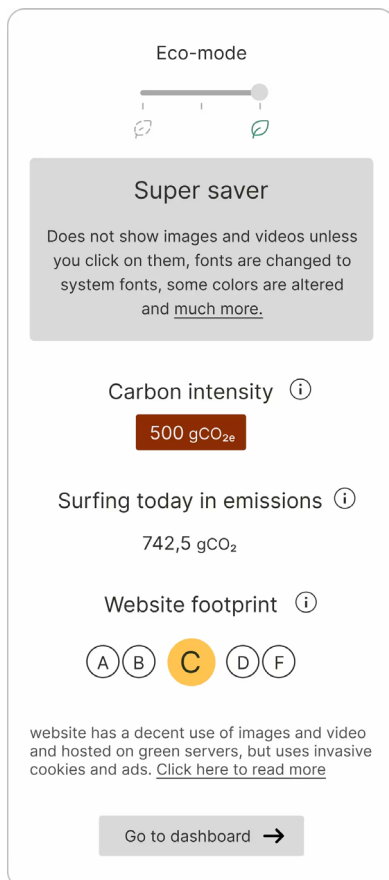 Eco-mode
Super saver
Does not show images and videos unless
you click on them, fonts are changed to
system fonts, some colors are altered
and much more.
Carbon intensity
500 gCO₂e
Surfing today in emissions
742,5 gCO₂
Website footprint
A B C D F
website has a decent use of images and video
and hosted on green servers, but uses invasive
cookies and ads. Click here to read more
Go to dashboard